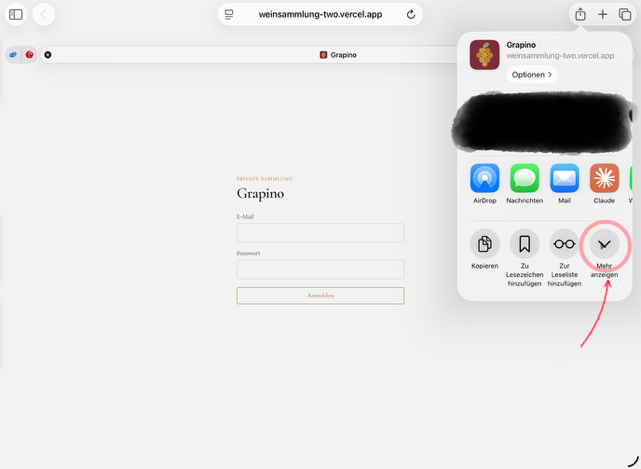 weinsammlung-two.vercel.app
Grapino
Grapino
weinsammlung-two.vercel.app
Optionen
AirDrop
Nachrichten
Mail
Claude
Kopieren
Zu
Lesezeichen
hinzufügen
Zur
Leseliste
hinzufügen
Mehr
anzeigen
PRIVATE SAMMLUNG
Grapino
E-Mail
Passwort
Anmelden